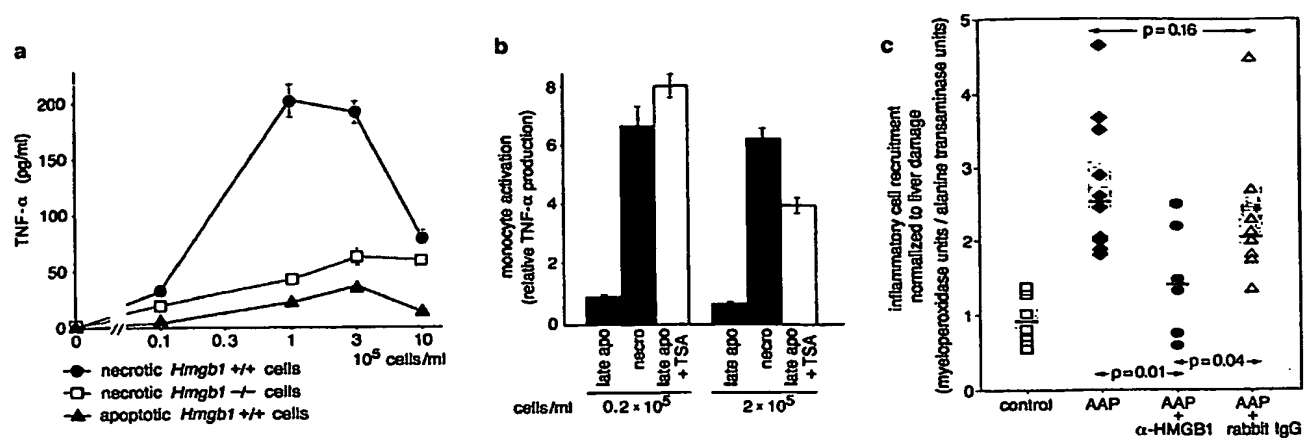 a
TNF-α (pg/ml)
200
150
100
50
0
0
0.1
0.3
1
3
10
10⁵ cells/ml
necrotic Hmgb1 +/+ cells
necrotic Hmgb1 −/− cells
apoptotic Hmgb1 +/+ cells
b
monocyte activation
(relative TNF-α production)
8
6
4
2
0
late apo
necro
late apo
+ TSA
late apo
necro
late apo
+ TSA
cells/ml
0.2 × 10⁵
2 × 10⁵
c
inflammatory cell recruitment
normalized to liver damage
(myeloperoxidase units / alanine transaminase units)
5
4
3
2
1
0
p=0.16
p=0.01
p=0.04
control
AAP
AAP
+
α-HMGB1
AAP
+
rabbit IgG